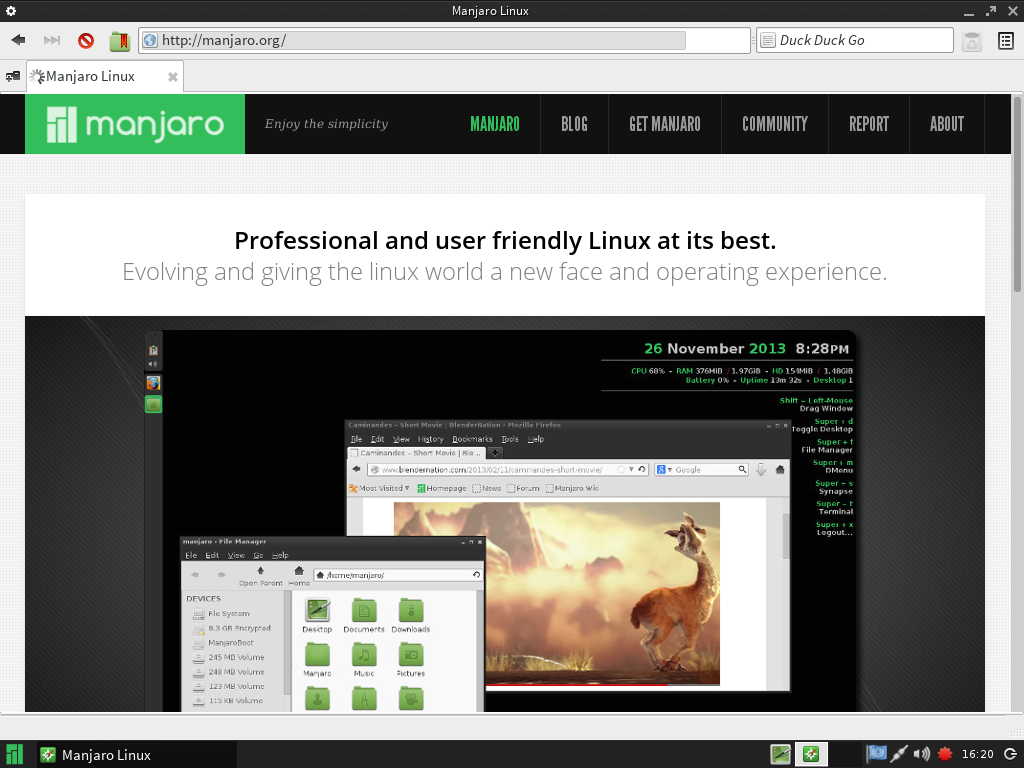 Manjaro Linux
http://manjaro.org/
Duck Duck Go
Manjaro Linux
manjaro
Enjoy the simplicity
MANJARO BLOG GET MANJARO COMMUNITY REPORT ABOUT
Professional and user friendly Linux at its best.
Evolving and giving the linux world a new face and operating experience.
26 November 2013 8:28PM
CPU 68% - RAM 376MiB / 1.97GiB - HD 154MiB / 1.48GiB
Battery 0% - Uptime 13m 32s - Desktop 1
Shift + Left-Mouse
Drag Window
Super + d
Toggle Desktop
Super + f
File Manager
Super + m
DMenu
Super + s
Synapse
Super + t
Terminal
Super + x
Logout...
Caminandes - Short Movie | BlenderNation - Mozilla Firefox
File Edit View History Bookmarks Tools Help
Caminandes - Short Movie | Ble...
www.blendernation.com/2013/02/11/caminandes-short-movie/
Google
Most Visited Homepage News Forum Manjaro Wiki
manjaro - File Manager
File Edit View Go Help
Open Parent Home
/home/manjaro/
DEVICES
File System
8.3 GB Encrypted
ManjaroBoot
245 MB Volume
248 MB Volume
123 MB Volume
115 KB Volume
Desktop Documents Downloads
Manjaro Music Pictures
Manjaro Linux
16:20